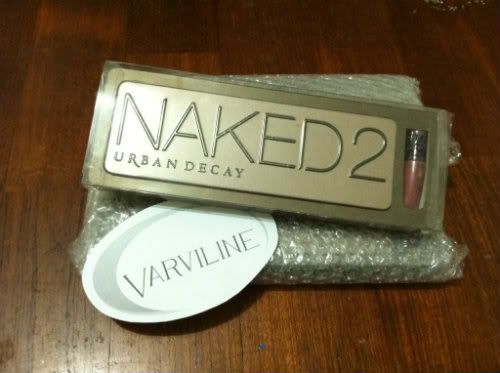 NAKED2
URBAN DECAY
VARVILINE